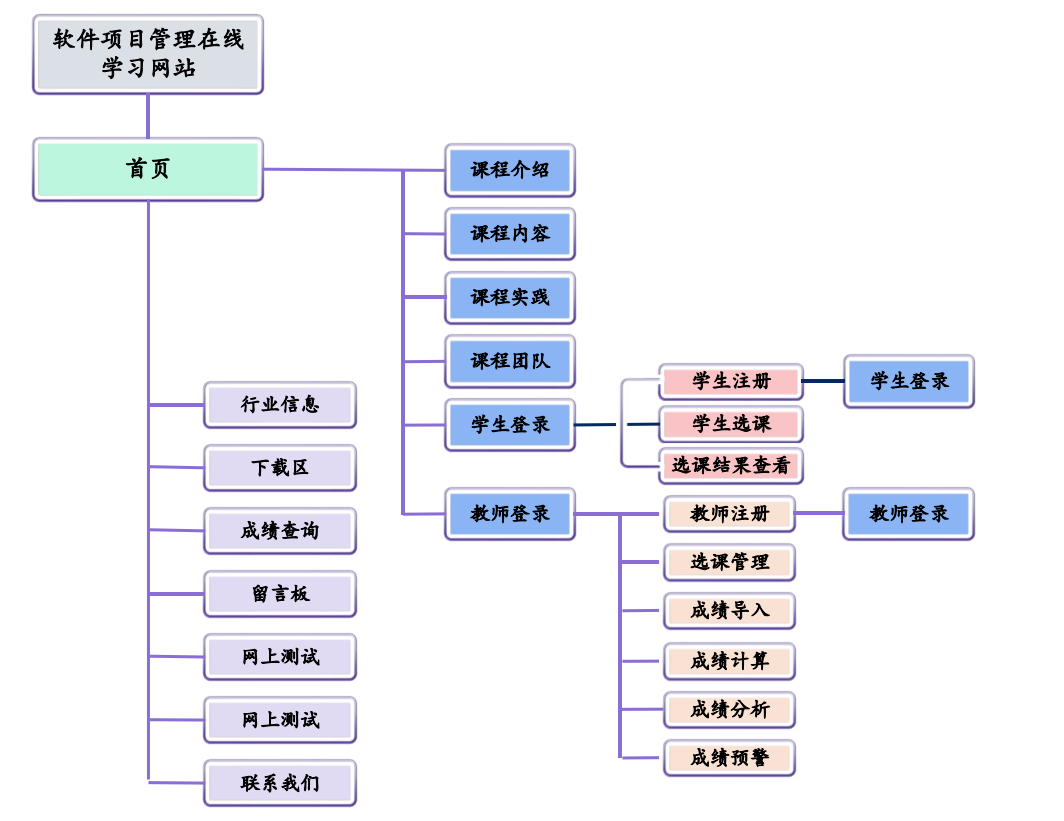 软件项目管理在线
学习网站
首页
课程介绍
课程内容
课程实践
课程团队
学生登录
教师登录
学生注册
学生选课
选课结果查看
学生登录
教师注册
选课管理
成绩导入
成绩计算
成绩分析
成绩预警
教师登录
行业信息
下载区
成绩查询
留言板
网上测试
网上测试
联系我们